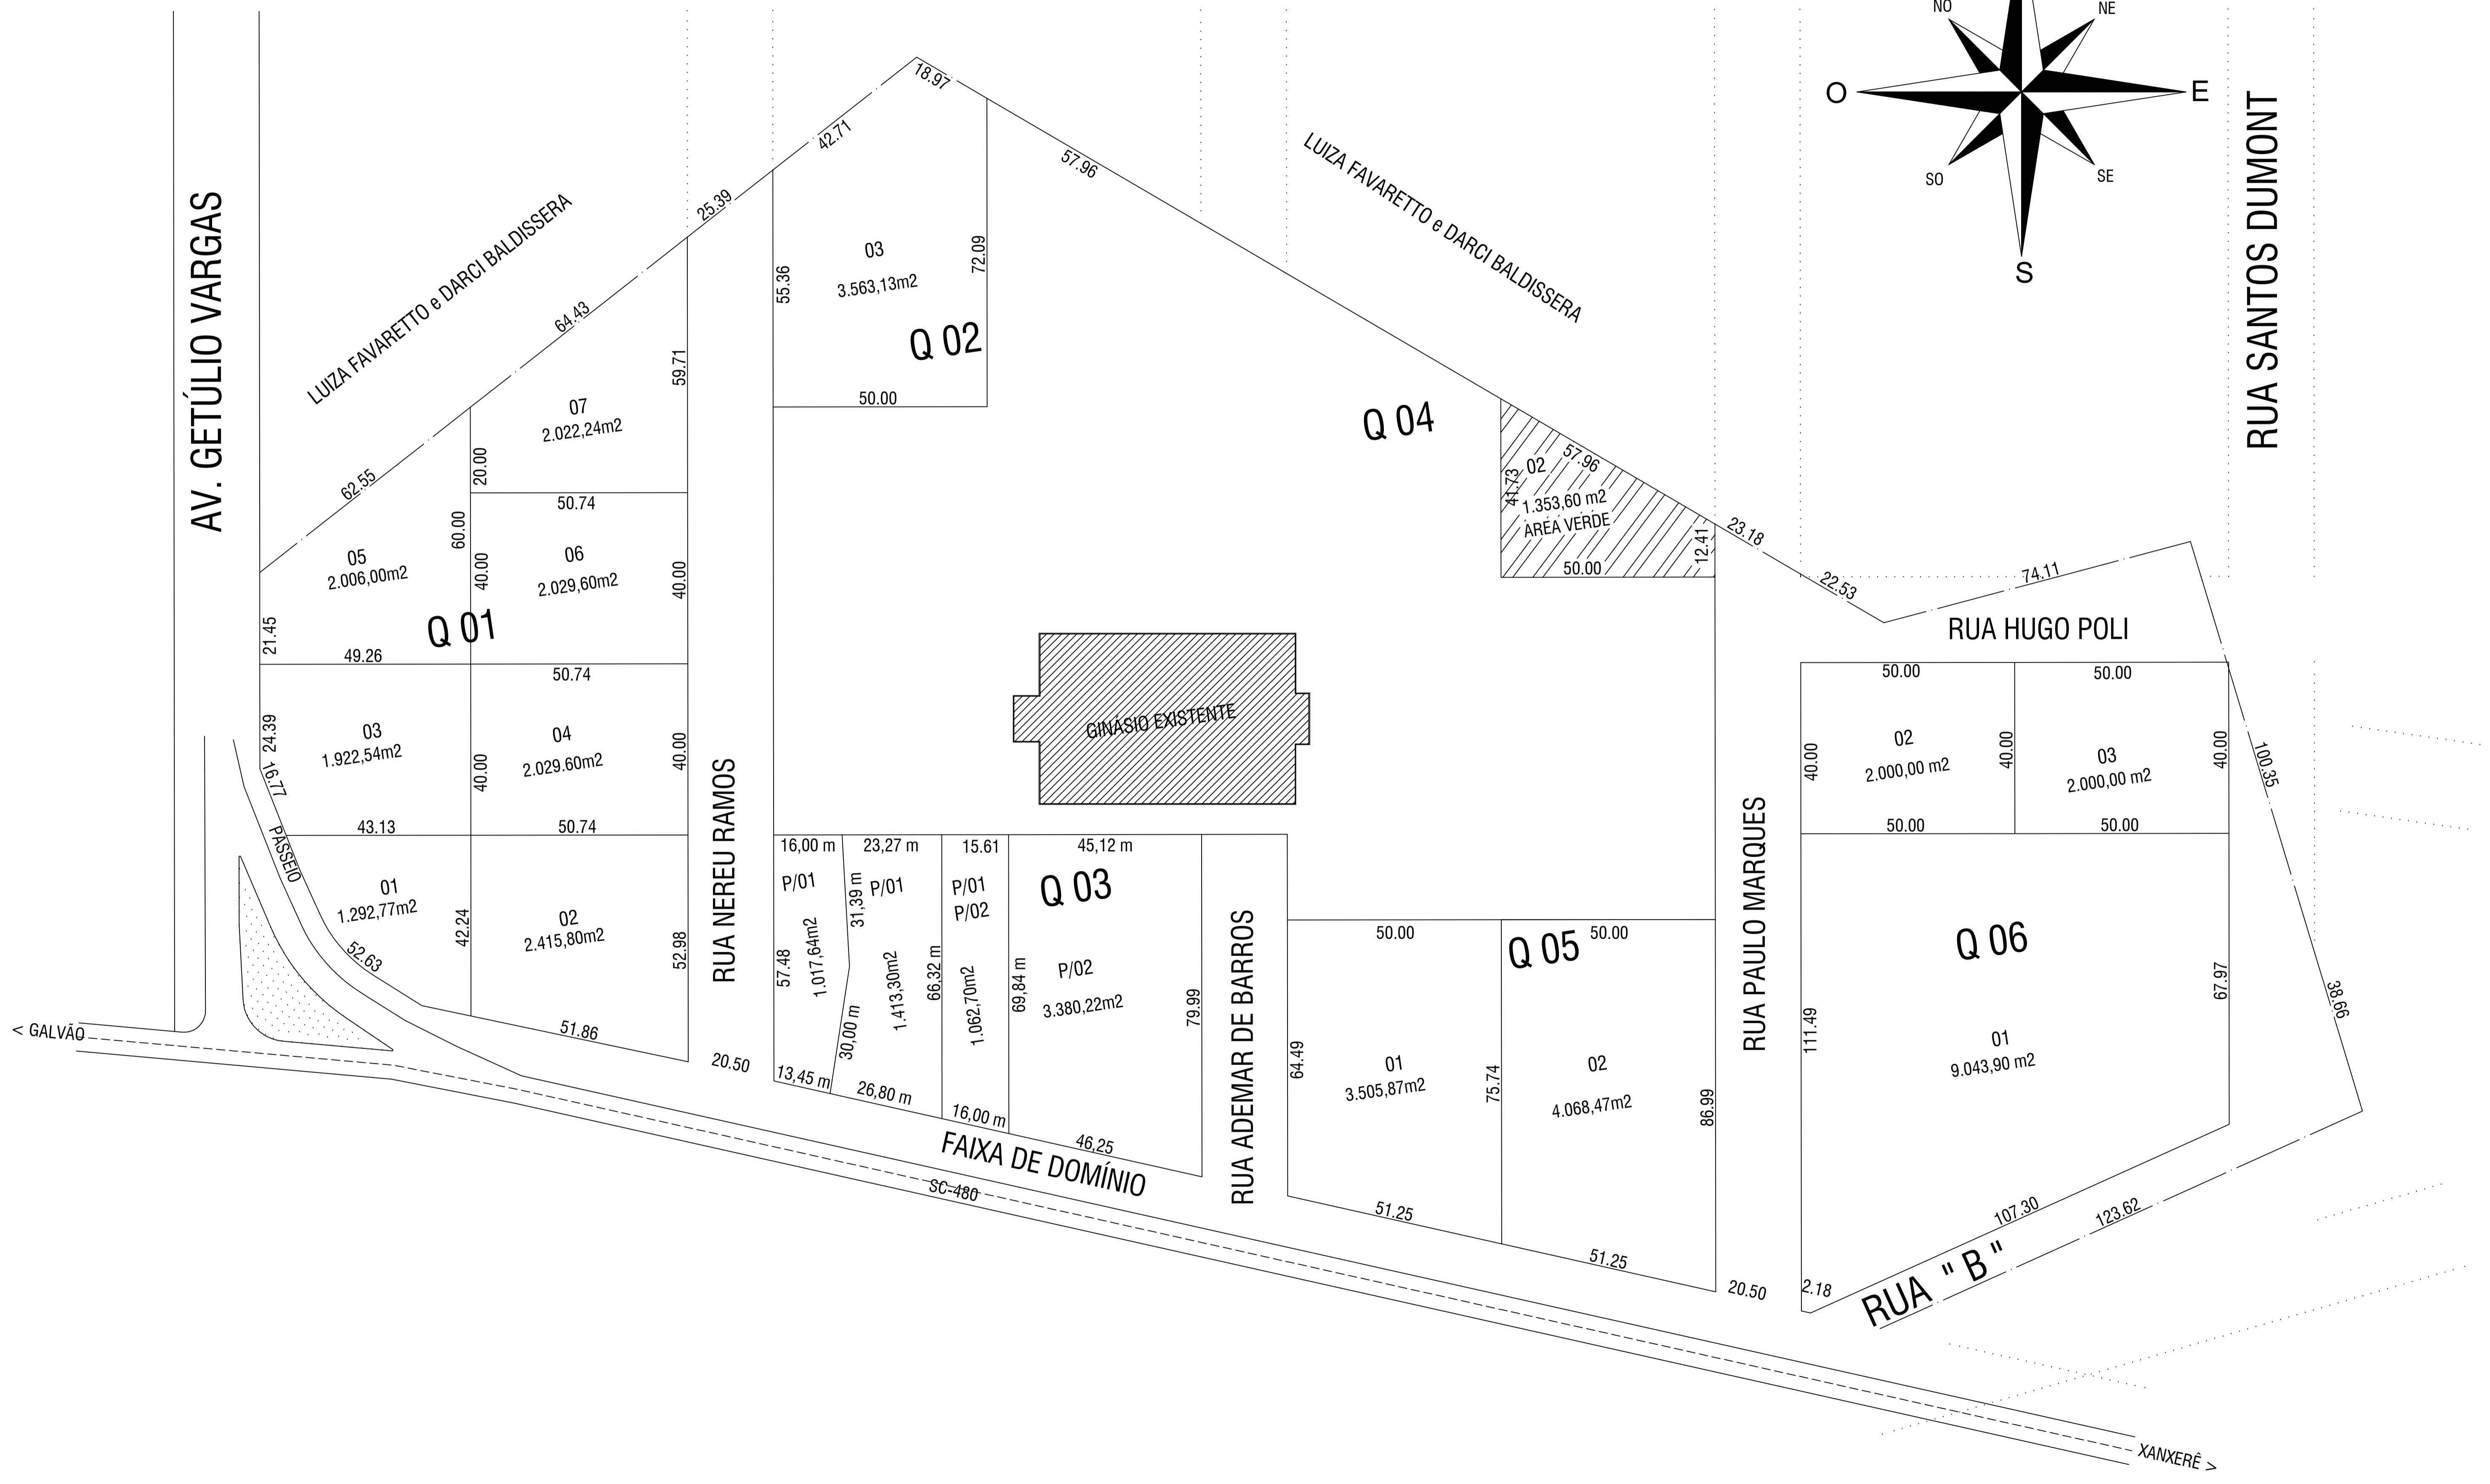 NO
NE
O
E
SO
SE
S
AV. GETÚLIO VARGAS
RUA SANTOS DUMONT
LUIZA FAVARETTO e DARCI BALDISSERA
LUIZA FAVARETTO e DARCI BALDISSERA
18.97
42.71
25.39
57.96
64.43
62.55
03
3.563,13m2
55.36
72.09
Q 02
50.00
59.71
07
2.022,24m2
20.00
50.74
05
2.006,00m2
60.00
40.00
06
2.029,60m2
40.00
Q 01
21.45
49.26
50.74
24.39
03
1.922,54m2
40.00
04
2.029.60m2
40.00
16.77
43.13
50.74
PASSEIO
01
1.292,77m2
42.24
02
2.415,80m2
52.98
52.63
51.86
< GALVÃO
RUA NEREU RAMOS
20.50
Q 04
02
57.96
41.73
1.353,60 m2
AREA VERDE
12.41
50.00
23.18
22.53
74.11
RUA HUGO POLI
GINÁSIO EXISTENTE
16,00 m
23,27 m
15.61
45,12 m
P/01
31,39 m
P/01
P/01
P/02
Q 03
57.48
1.017,64m2
30,00 m
1.413,30m2
66,32 m
1.062,70m2
69,84 m
P/02
3.380,22m2
79.99
13,45 m
26,80 m
16,00 m
46,25
FAIXA DE DOMÍNIO
SC-480
RUA ADEMAR DE BARROS
50.00
Q 05
50.00
64.49
01
3.505,87m2
75.74
02
4.068,47m2
86.99
51.25
51.25
RUA PAULO MARQUES
20.50
50.00
50.00
40.00
02
2.000,00 m2
40.00
03
2.000,00 m2
40.00
50.00
50.00
100.35
Q 06
111.49
67.97
38.66
01
9.043,90 m2
107.30
123.62
2.18
RUA " B "
XANXERÊ >